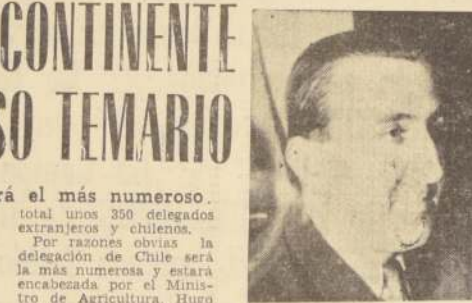 CONTINENTE
SO TEMARIO
rá el más numeroso.
total unos 350 delegados
extranjeros y chilenos.
Por razones obvias la
delegación de Chile será
la más numerosa y estará
encabezada por el Minis-
tro de Agricultura, Hugo